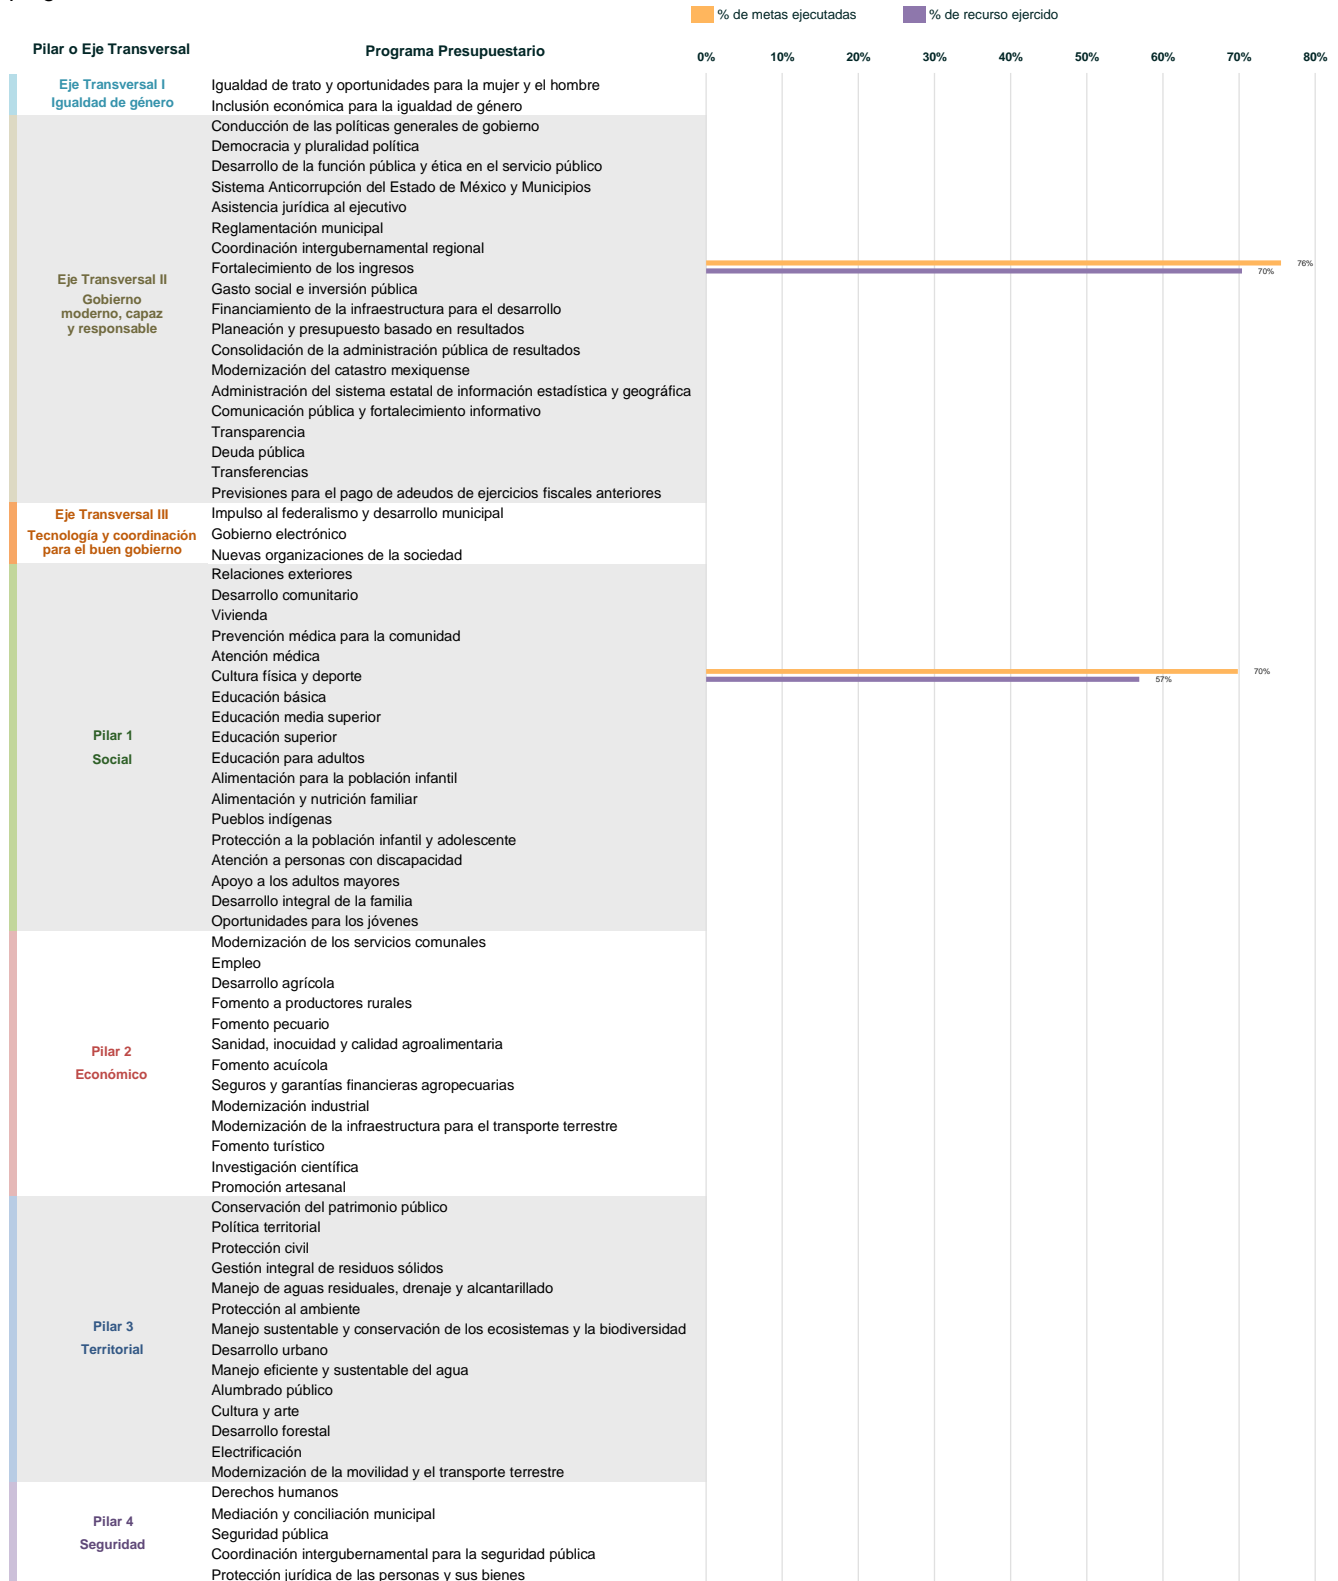 % de metas ejecutadas % de recurso ejercido
Pilar o Eje Transversal Programa Presupuestario 0% 10% 20% 30% 40% 50% 60% 70% 80%
Eje Transversal I
Igualdad de género
Igualdad de trato y oportunidades para la mujer y el hombre
Inclusión económica para la igualdad de género
Eje Transversal II
Gobierno
moderno, capaz
y responsable
Conducción de las políticas generales de gobierno
Democracia y pluralidad política
Desarrollo de la función pública y ética en el servicio público
Sistema Anticorrupción del Estado de México y Municipios
Asistencia jurídica al ejecutivo
Reglamentación municipal
Coordinación intergubernamental regional
Fortalecimiento de los ingresos
76%
70%
Gasto social e inversión pública
Financiamiento de la infraestructura para el desarrollo
Planeación y presupuesto basado en resultados
Consolidación de la administración pública de resultados
Modernización del catastro mexiquense
Administración del sistema estatal de información estadística y geográfica
Comunicación pública y fortalecimiento informativo
Transparencia
Deuda pública
Transferencias
Previsiones para el pago de adeudos de ejercicios fiscales anteriores
Eje Transversal III
Tecnología y coordinación
para el buen gobierno
Impulso al federalismo y desarrollo municipal
Gobierno electrónico
Nuevas organizaciones de la sociedad
Pilar 1
Social
Relaciones exteriores
Desarrollo comunitario
Vivienda
Prevención médica para la comunidad
Atención médica
Cultura física y deporte
70%
57%
Educación básica
Educación media superior
Educación superior
Educación para adultos
Alimentación para la población infantil
Alimentación y nutrición familiar
Pueblos indígenas
Protección a la población infantil y adolescente
Atención a personas con discapacidad
Apoyo a los adultos mayores
Desarrollo integral de la familia
Oportunidades para los jóvenes
Pilar 2
Económico
Modernización de los servicios comunales
Empleo
Desarrollo agrícola
Fomento a productores rurales
Fomento pecuario
Sanidad, inocuidad y calidad agroalimentaria
Fomento acuícola
Seguros y garantías financieras agropecuarias
Modernización industrial
Modernización de la infraestructura para el transporte terrestre
Fomento turístico
Investigación científica
Promoción artesanal
Pilar 3
Territorial
Conservación del patrimonio público
Política territorial
Protección civil
Gestión integral de residuos sólidos
Manejo de aguas residuales, drenaje y alcantarillado
Protección al ambiente
Manejo sustentable y conservación de los ecosistemas y la biodiversidad
Desarrollo urbano
Manejo eficiente y sustentable del agua
Alumbrado público
Cultura y arte
Desarrollo forestal
Electrificación
Modernización de la movilidad y el transporte terrestre
Pilar 4
Seguridad
Derechos humanos
Mediación y conciliación municipal
Seguridad pública
Coordinación intergubernamental para la seguridad pública
Protección jurídica de las personas y sus bienes